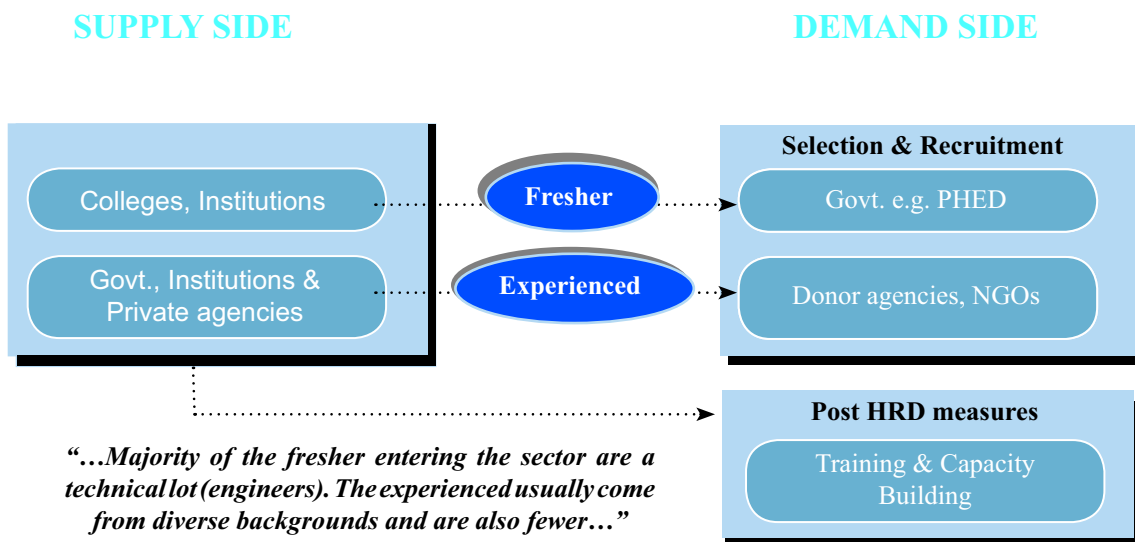 SUPPLY SIDE
DEMAND SIDE
Selection & Recruitment
Colleges, Institutions
Fresher
Govt. e.g. PHED
Govt., Institutions &
Private agencies
Experienced
Donor agencies, NGOs
Post HRD measures
Training & Capacity
Building
“…Majority of the fresher entering the sector are a
technical lot (engineers). The experienced usually come
from diverse backgrounds and are also fewer…”